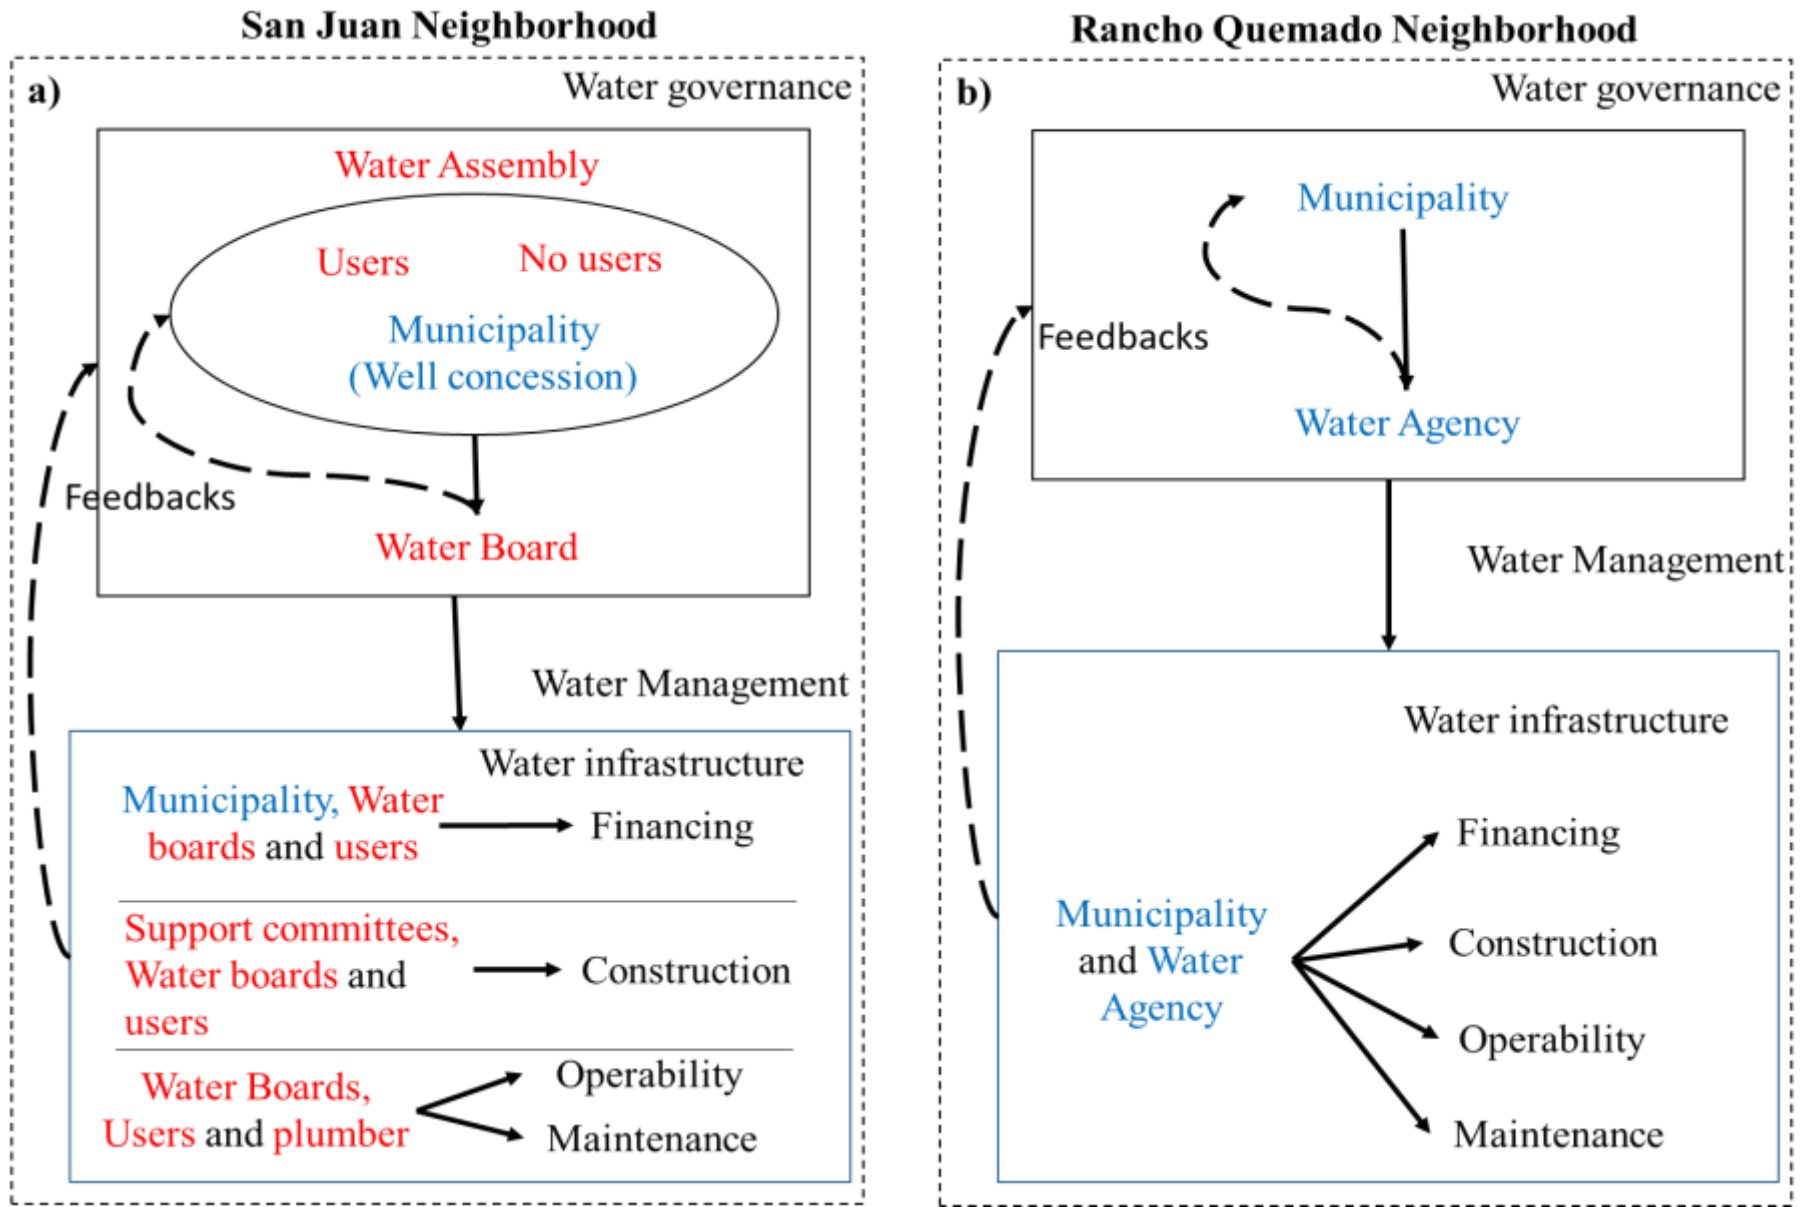 San Juan Neighborhood
a)
Water governance
Water Assembly
Users
No users
Municipality
(Well concession)
Feedbacks
Water Board
Water Management
Water infrastructure
Municipality, Water
boards and users
Financing
Support committees,
Water boards and
users
Construction
Water Boards,
Users and plumber
Operability
Maintenance
Rancho Quemado Neighborhood
b)
Water governance
Municipality
Feedbacks
Water Agency
Water Management
Water infrastructure
Municipality
and Water
Agency
Financing
Construction
Operability
Maintenance